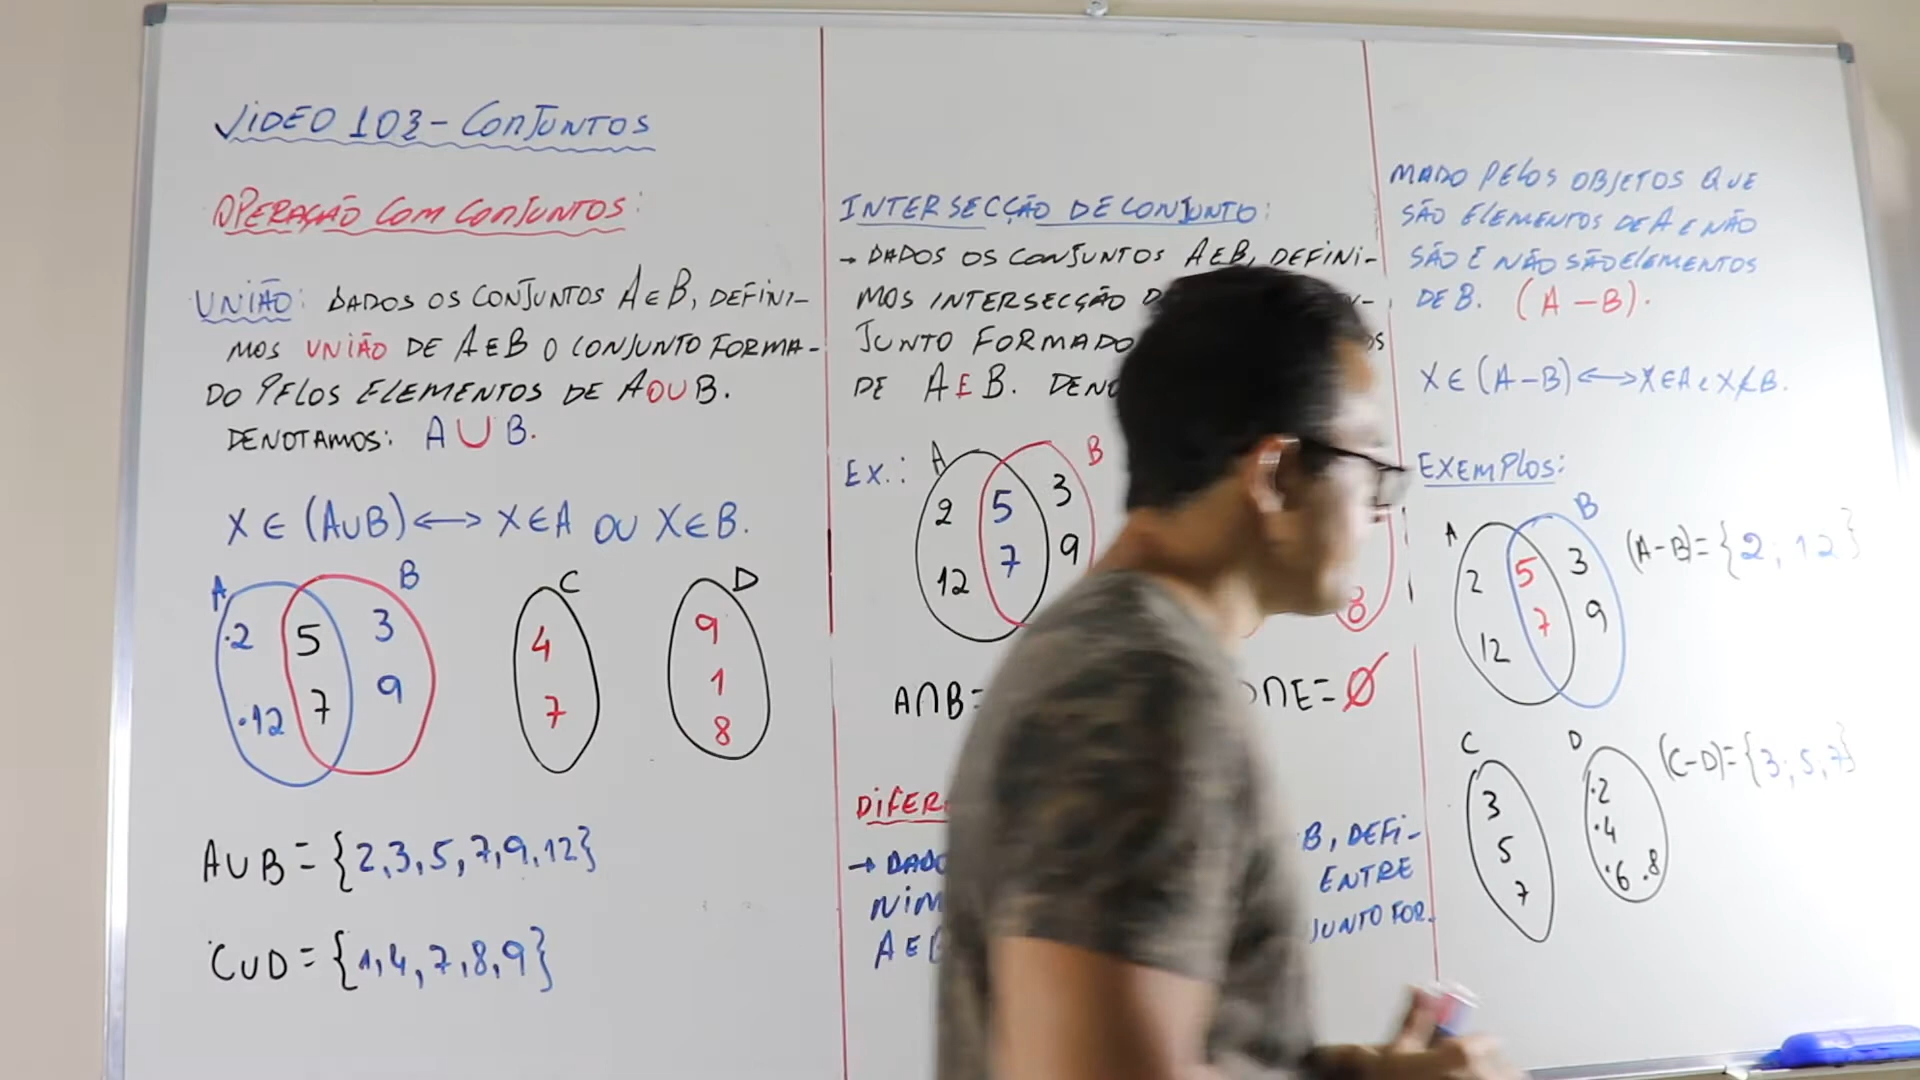 VIDEO 103 - CONJUNTOS
OPERAÇÃO COM CONJUNTOS:
UNIÃO: DADOS OS CONJUNTOS A E B, DEFINI-
MOS UNIÃO DE A E B O CONJUNTO FORMA-
DO PELOS ELEMENTOS DE A OU B.
DENOTAMOS: A ∪ B.
X ∈ (A∪B) ⟷ X ∈ A OU X ∈ B.
A B C D
·2 5 3 4 9
7 9 7 1
·12 8
A∪B = {2,3,5,7,9,12}
C∪D = {1,4,7,8,9}
INTERSECÇÃO DE CONJUNTO:
→ DADOS OS CONJUNTOS A E B, DEFINI-
MOS INTERSECÇÃO
JUNTO FORMADO
DE A E B.
EX.: A B
2 5 3
12 7 9
8
A∩B=
∩E=∅
→
B, DEFI-
ENTRE
A E
JUNTO FOR.
MADO PELOS OBJETOS QUE
SÃO ELEMENTOS DE A E NÃO
SÃO E NÃO SÃO ELEMENTOS
DE B. (A - B).
X ∈ (A-B) ⟷ X ∈ A e X ∉ B.
EXEMPLOS:
A B
2 5 3
12 7 9
(A-B)={2; 12}
C D
3 ·2
5 ·4
7 ·6 ·8
(C-D)={3; 5, 7}